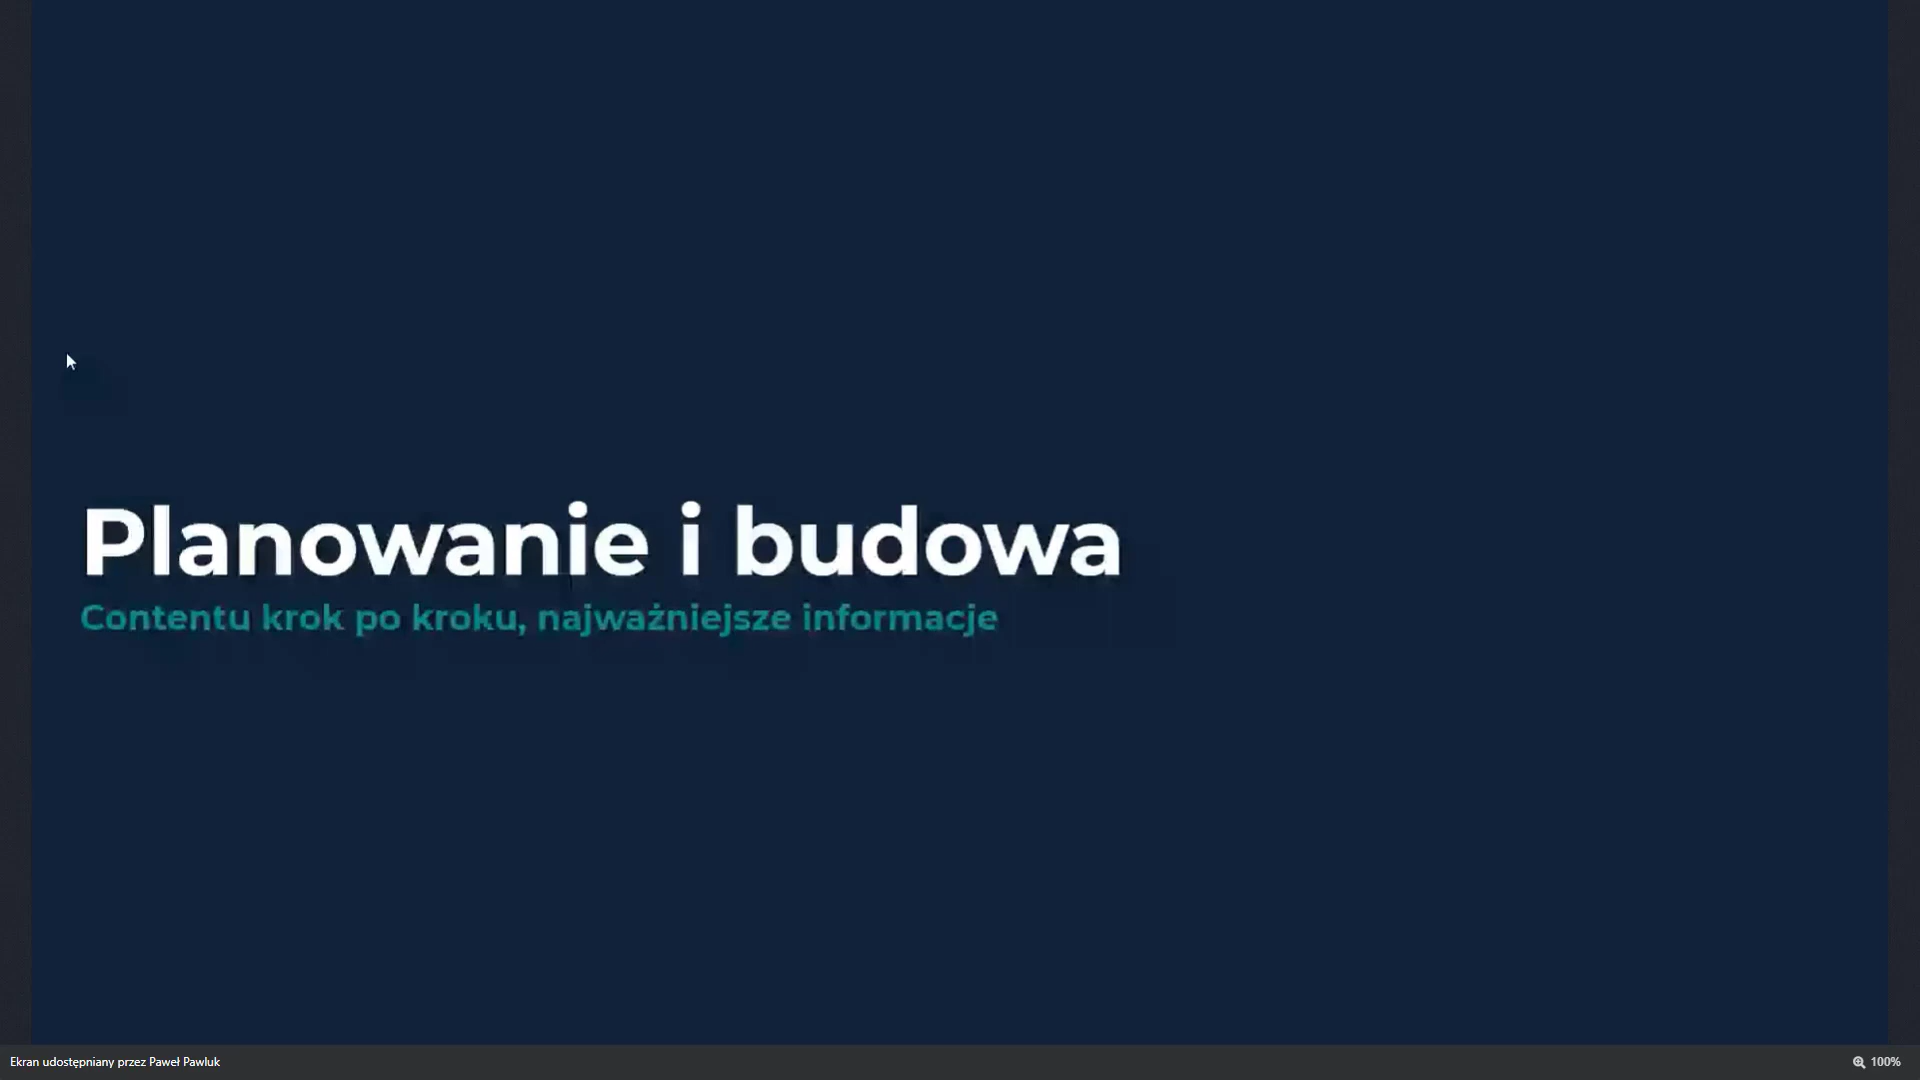 Planowanie i budowa
Contentu krok po kroku, najważniejsze informacje
Ekran udostępniany przez Paweł Pawluk
100%